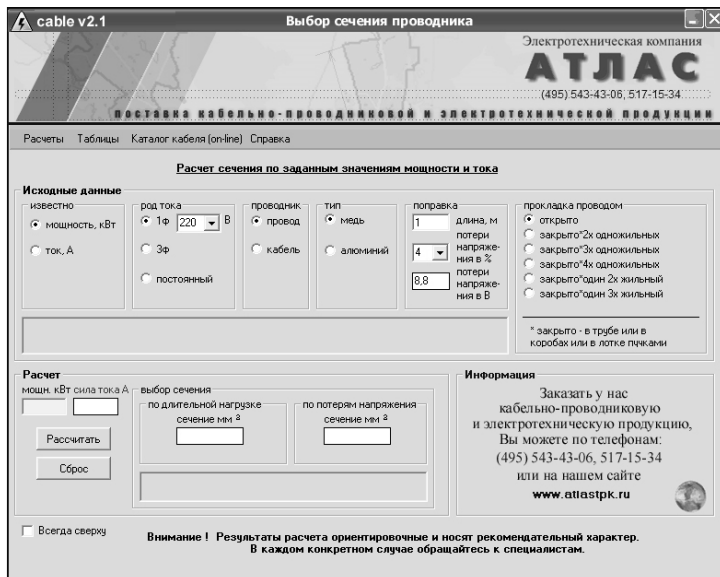 cable v2.1 Выбор сечения проводника
Электротехническая компания
АТЛАС
(495) 543-43-06, 517-15-34
поставка кабельно-проводниковой и электротехнической продукции
Расчеты Таблицы Каталог кабеля (on-line) Справка
Расчет сечения по заданным значениям мощности и тока
Исходные данные
известно
мощность, кВт
ток, А
род тока
1ф 220 В
3ф
постоянный
проводник
провод
кабель
тип
медь
алюминий
поправка
1 длина, м
4 потери напряже-
ния в %
8,8 потери напряже-
ния в В
прокладка проводом
открыто
закрыто*2х одножильных
закрыто*3х одножильных
закрыто*4х одножильных
закрыто*один 2х жильный
закрыто*один 3х жильный
* закрыто - в трубе или в
коробах или в лотке пучками
Расчет
мощн. кВт сила тока А
Рассчитать
Сброс
выбор сечения
по длительной нагрузке
сечение мм ²
по потерям напряжения
сечение мм ²
Информация
Заказать у нас
кабельно-проводниковую
и электротехническую продукцию,
Вы можете по телефонам:
(495) 543-43-06, 517-15-34
или на нашем сайте
www.atlastpk.ru
Всегда сверху
Внимание ! Результаты расчета ориентировочные и носят рекомендательный характер.
В каждом конкретном случае обращайтесь к специалистам.